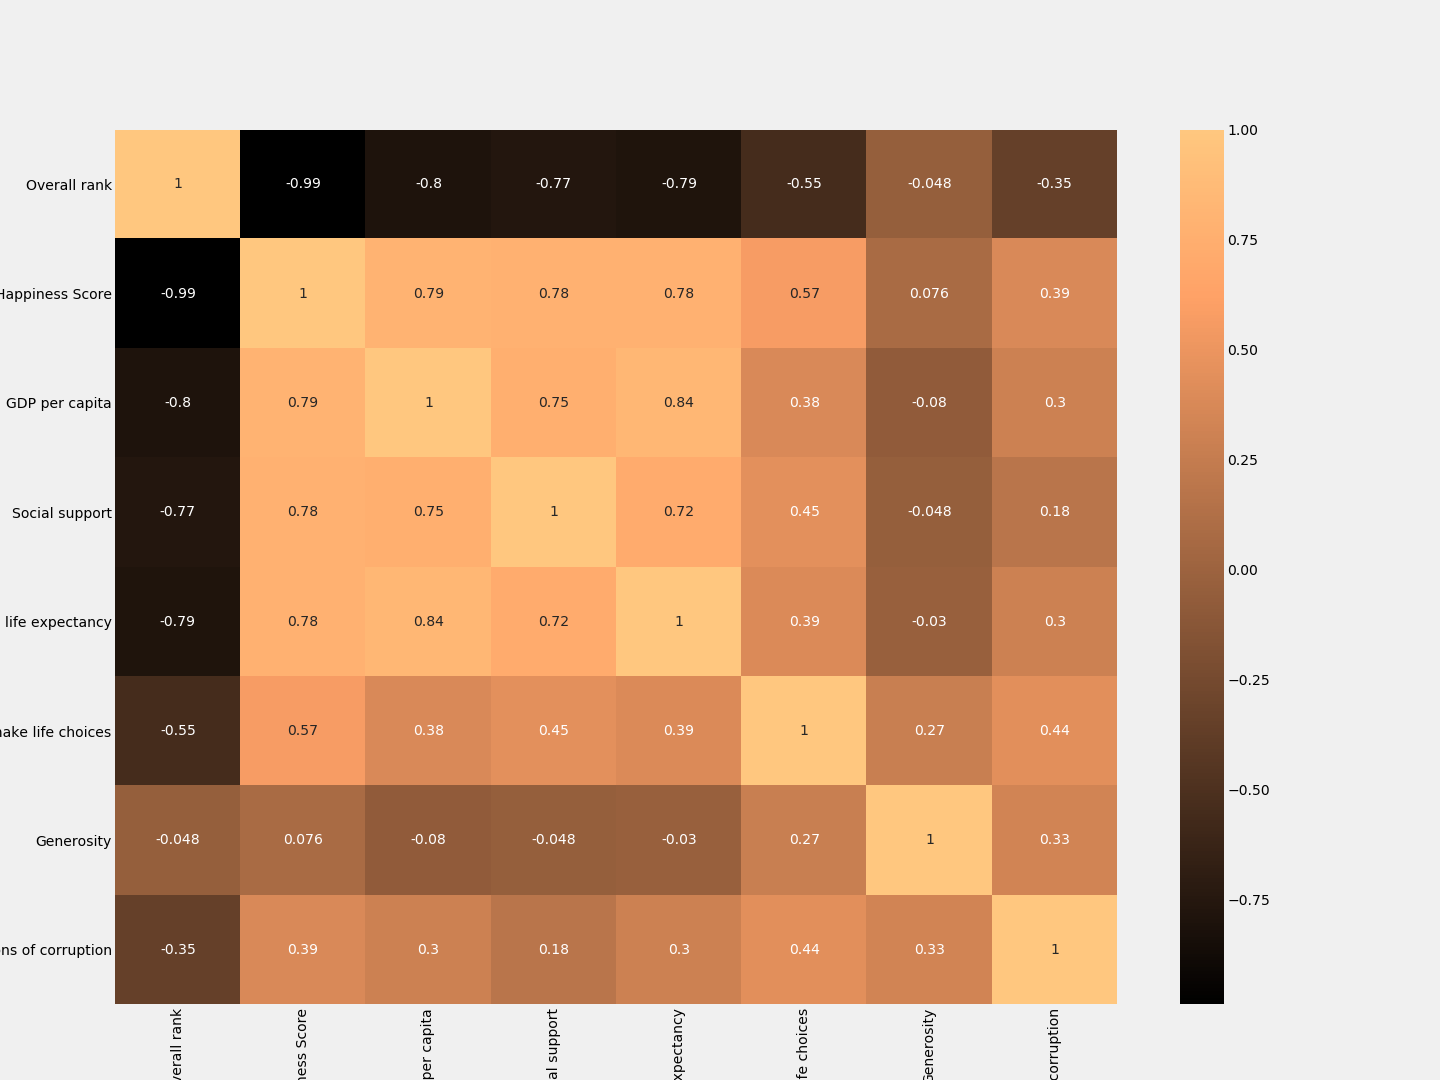 1.00
Overall rank 1 -0.99 -0.8 -0.77 -0.79 -0.55 -0.048 -0.35
0.75
Happiness Score -0.99 1 0.79 0.78 0.78 0.57 0.076 0.39
0.50
GDP per capita -0.8 0.79 1 0.75 0.84 0.38 -0.08 0.3
0.25
Social support -0.77 0.78 0.75 1 0.72 0.45 -0.048 0.18
0.00
life expectancy -0.79 0.78 0.84 0.72 1 0.39 -0.03 0.3
−0.25
life choices -0.55 0.57 0.38 0.45 0.39 1 0.27 0.44
−0.50
Generosity -0.048 0.076 -0.08 -0.048 -0.03 0.27 1 0.33
−0.75
of corruption -0.35 0.39 0.3 0.18 0.3 0.44 0.33 1
rank
Score
per capita
support
choices
Generosity
corruption